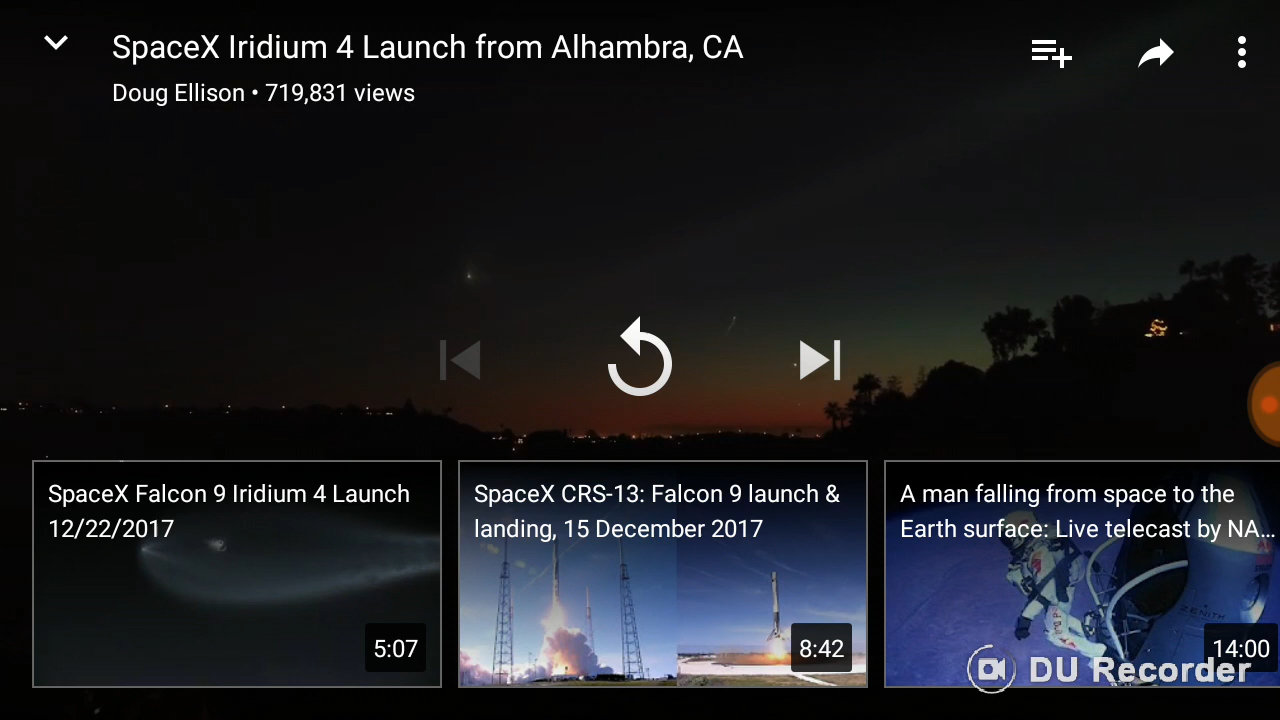 SpaceX Iridium 4 Launch from Alhambra, CA
Doug Ellison • 719,831 views
SpaceX Falcon 9 Iridium 4 Launch
12/22/2017
5:07
SpaceX CRS-13: Falcon 9 launch &
landing, 15 December 2017
8:42
A man falling from space to the
Earth surface: Live telecast by NA...
ZENITH
14:00
DU Recorder